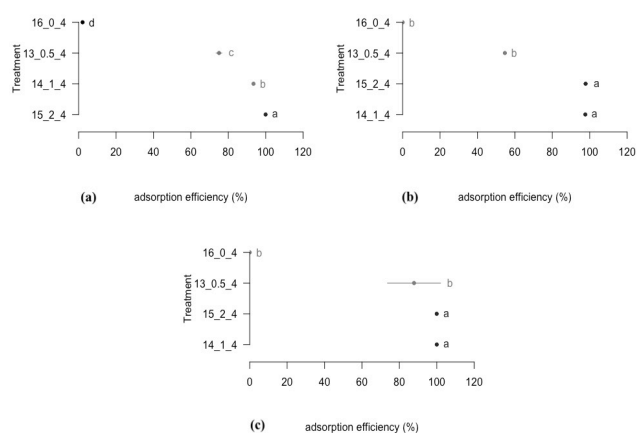 16_0_4
d
13_0.5_4
c
14_1_4
b
15_2_4
a
Treatment
0 20 40 60 80 100 120
(a) adsorption efficiency (%)
16_0_4
b
13_0.5_4
b
15_2_4
a
14_1_4
a
Treatment
0 20 40 60 80 100 120
(b) adsorption efficiency (%)
16_0_4
b
13_0.5_4
b
15_2_4
a
14_1_4
a
Treatment
0 20 40 60 80 100 120
(c) adsorption efficiency (%)